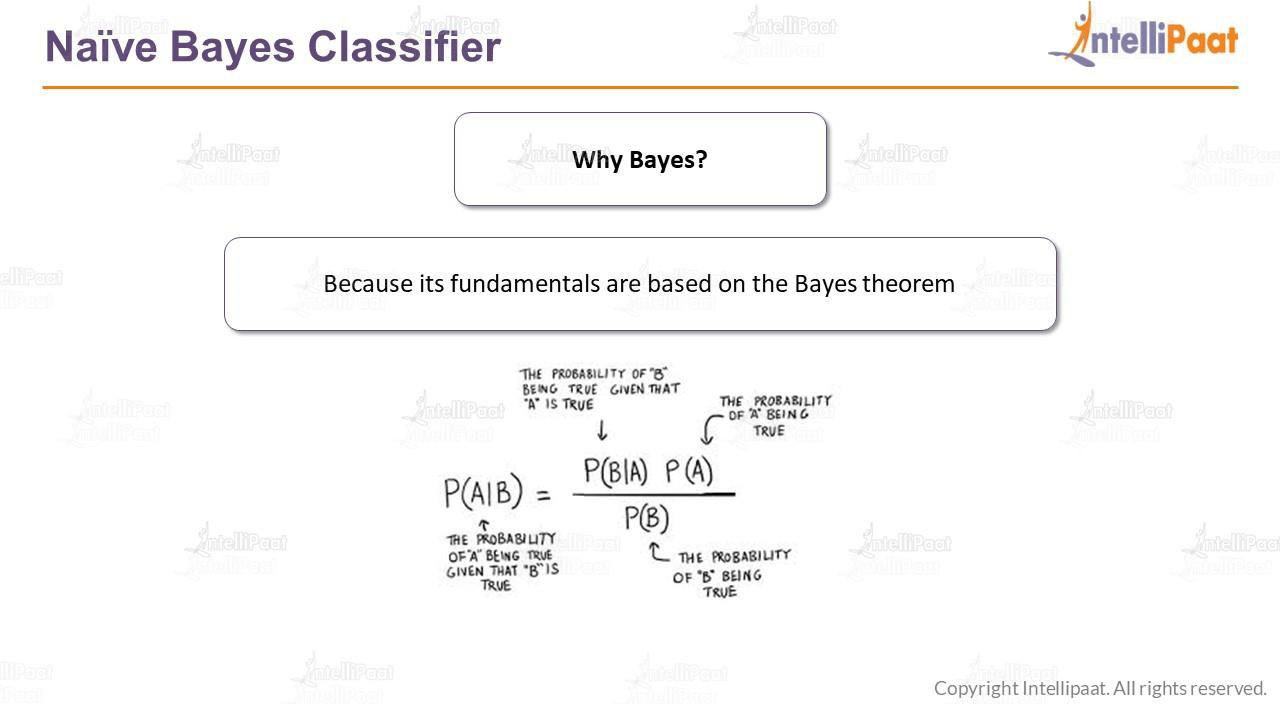 Naïve Bayes Classifier
IntelliPaat
Why Bayes?
Because its fundamentals are based on the Bayes theorem
THE PROBABILITY OF "B"
BEING TRUE GIVEN THAT
"A" IS TRUE
THE PROBABILITY
OF "A" BEING
TRUE
P(A|B) = P(B|A) P(A)
P(B)
THE PROBABILITY
OF "A" BEING TRUE
GIVEN THAT "B" IS
TRUE
THE PROBABILITY
OF "B" BEING
TRUE
Copyright Intellipaat. All rights reserved.